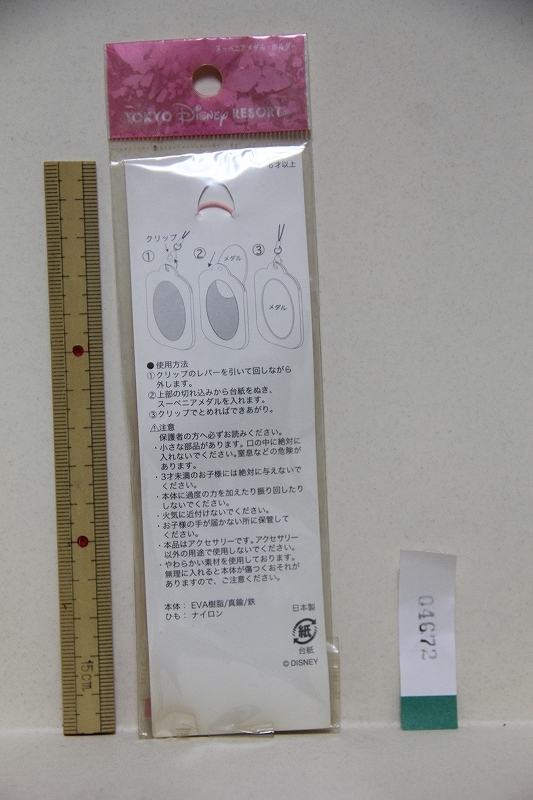 スーベニアメダル・ホルダー
TOKYO DISNEY RESORT
6才以上
クリップ
① ② ③
メダル
メダル
●使用方法
①クリップのレバーを引いて回しながら
外します。
②上部の切れ込みから台紙をぬき、
スーベニアメダルを入れます。
③クリップでとめればできあがり。
⚠注意
保護者の方へ必ずお読みください。
・小さな部品があります。口の中に絶対に
入れないでください。窒息などの危険が
あります。
・3才未満のお子様には絶対に与えないで
ください。
・本体に過度の力を加えたり振り回したり
しないでください。
・火気に近付けないでください。
・お子様の手が届かない所に保管して
ください。
・本品はアクセサリーです。アクセサリー
以外の用途で使用しないでください。
・やわらかい素材を使用しております。
無理に入れると本体が傷つくおそれが
ありますので、ご注意ください。
本体：EVA樹脂/真鍮/鉄
ひも：ナイロン
日本製
紙
台紙
© DISNEY
15cm
04672